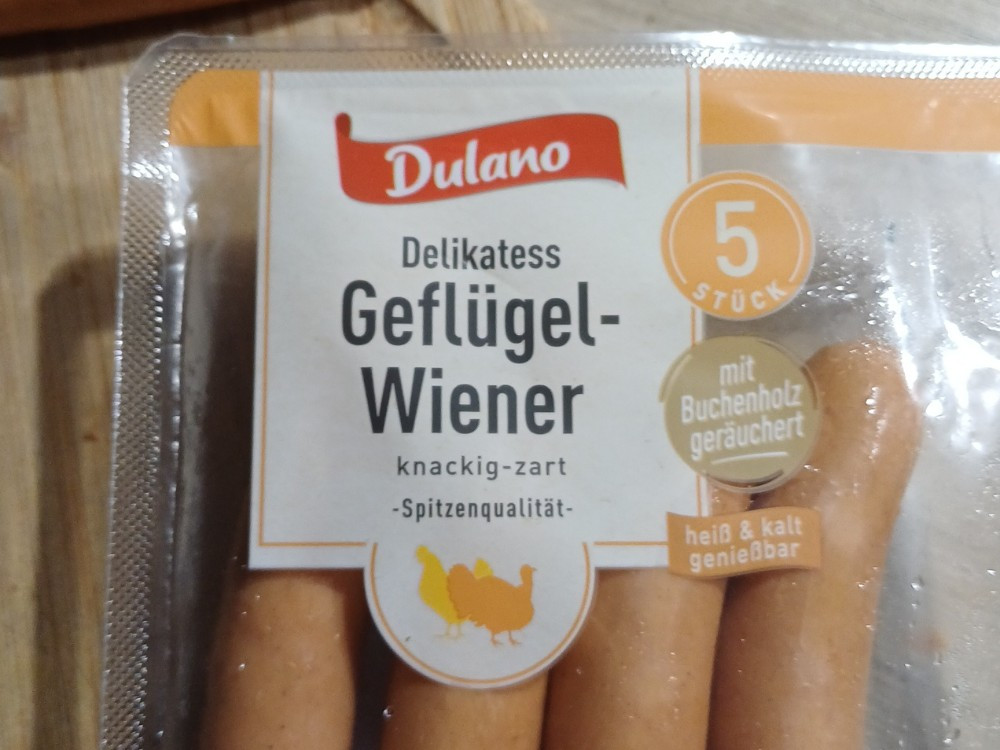 Dulano
Delikatess
Geflügel-
Wiener
knackig-zart
-Spitzenqualität-
5
STÜCK
mit
Buchenholz
geräuchert
heiß & kalt
genießbar